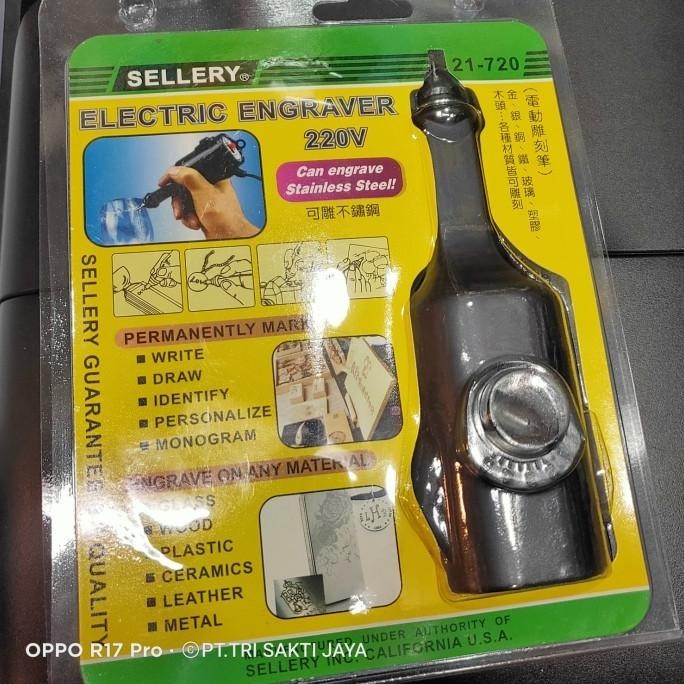 SELLERY®
21-720
ELECTRIC ENGRAVER
220V
Can engrave
Stainless Steel!
可雕不鏽鋼
(電動雕刻筆)
金、銀、銅、鐵、玻璃、塑膠、
木頭...各種材質皆可雕刻
SELLERY GUARANTEES QUALITY
PERMANENTLY MARK
WRITE
DRAW
IDENTIFY
PERSONALIZE
MONOGRAM
ENGRAVE ON ANY MATERIAL
GLASS
WOOD
PLASTIC
CERAMICS
LEATHER
METAL
UNDER AUTHORITY OF
SELLERY INC. CALIFORNIA U.S.A.
OPPO R17 Pro · ©PT.TRI SAKTI JAYA